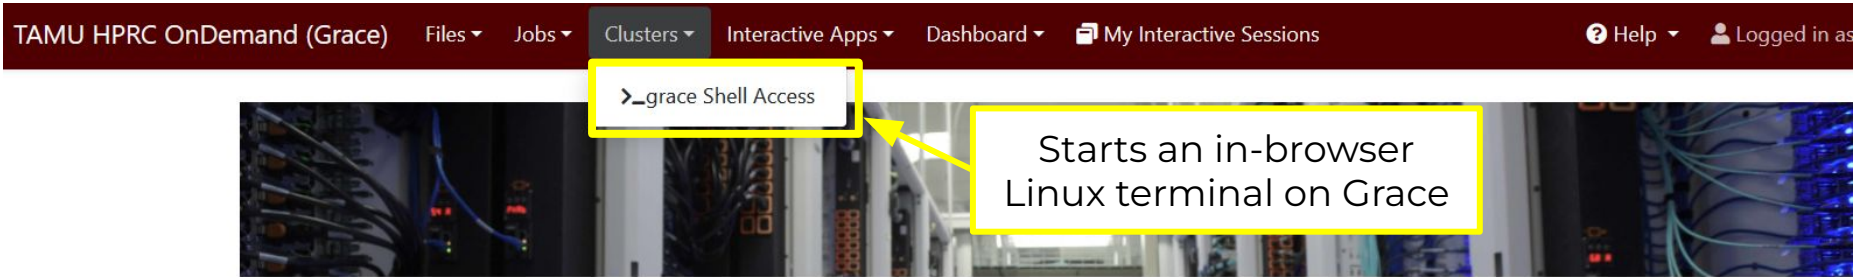 TAMU HPRC OnDemand (Grace) Files Jobs Clusters Interactive Apps Dashboard My Interactive Sessions Help Logged in as
>_grace Shell Access
Starts an in-browser
Linux terminal on Grace